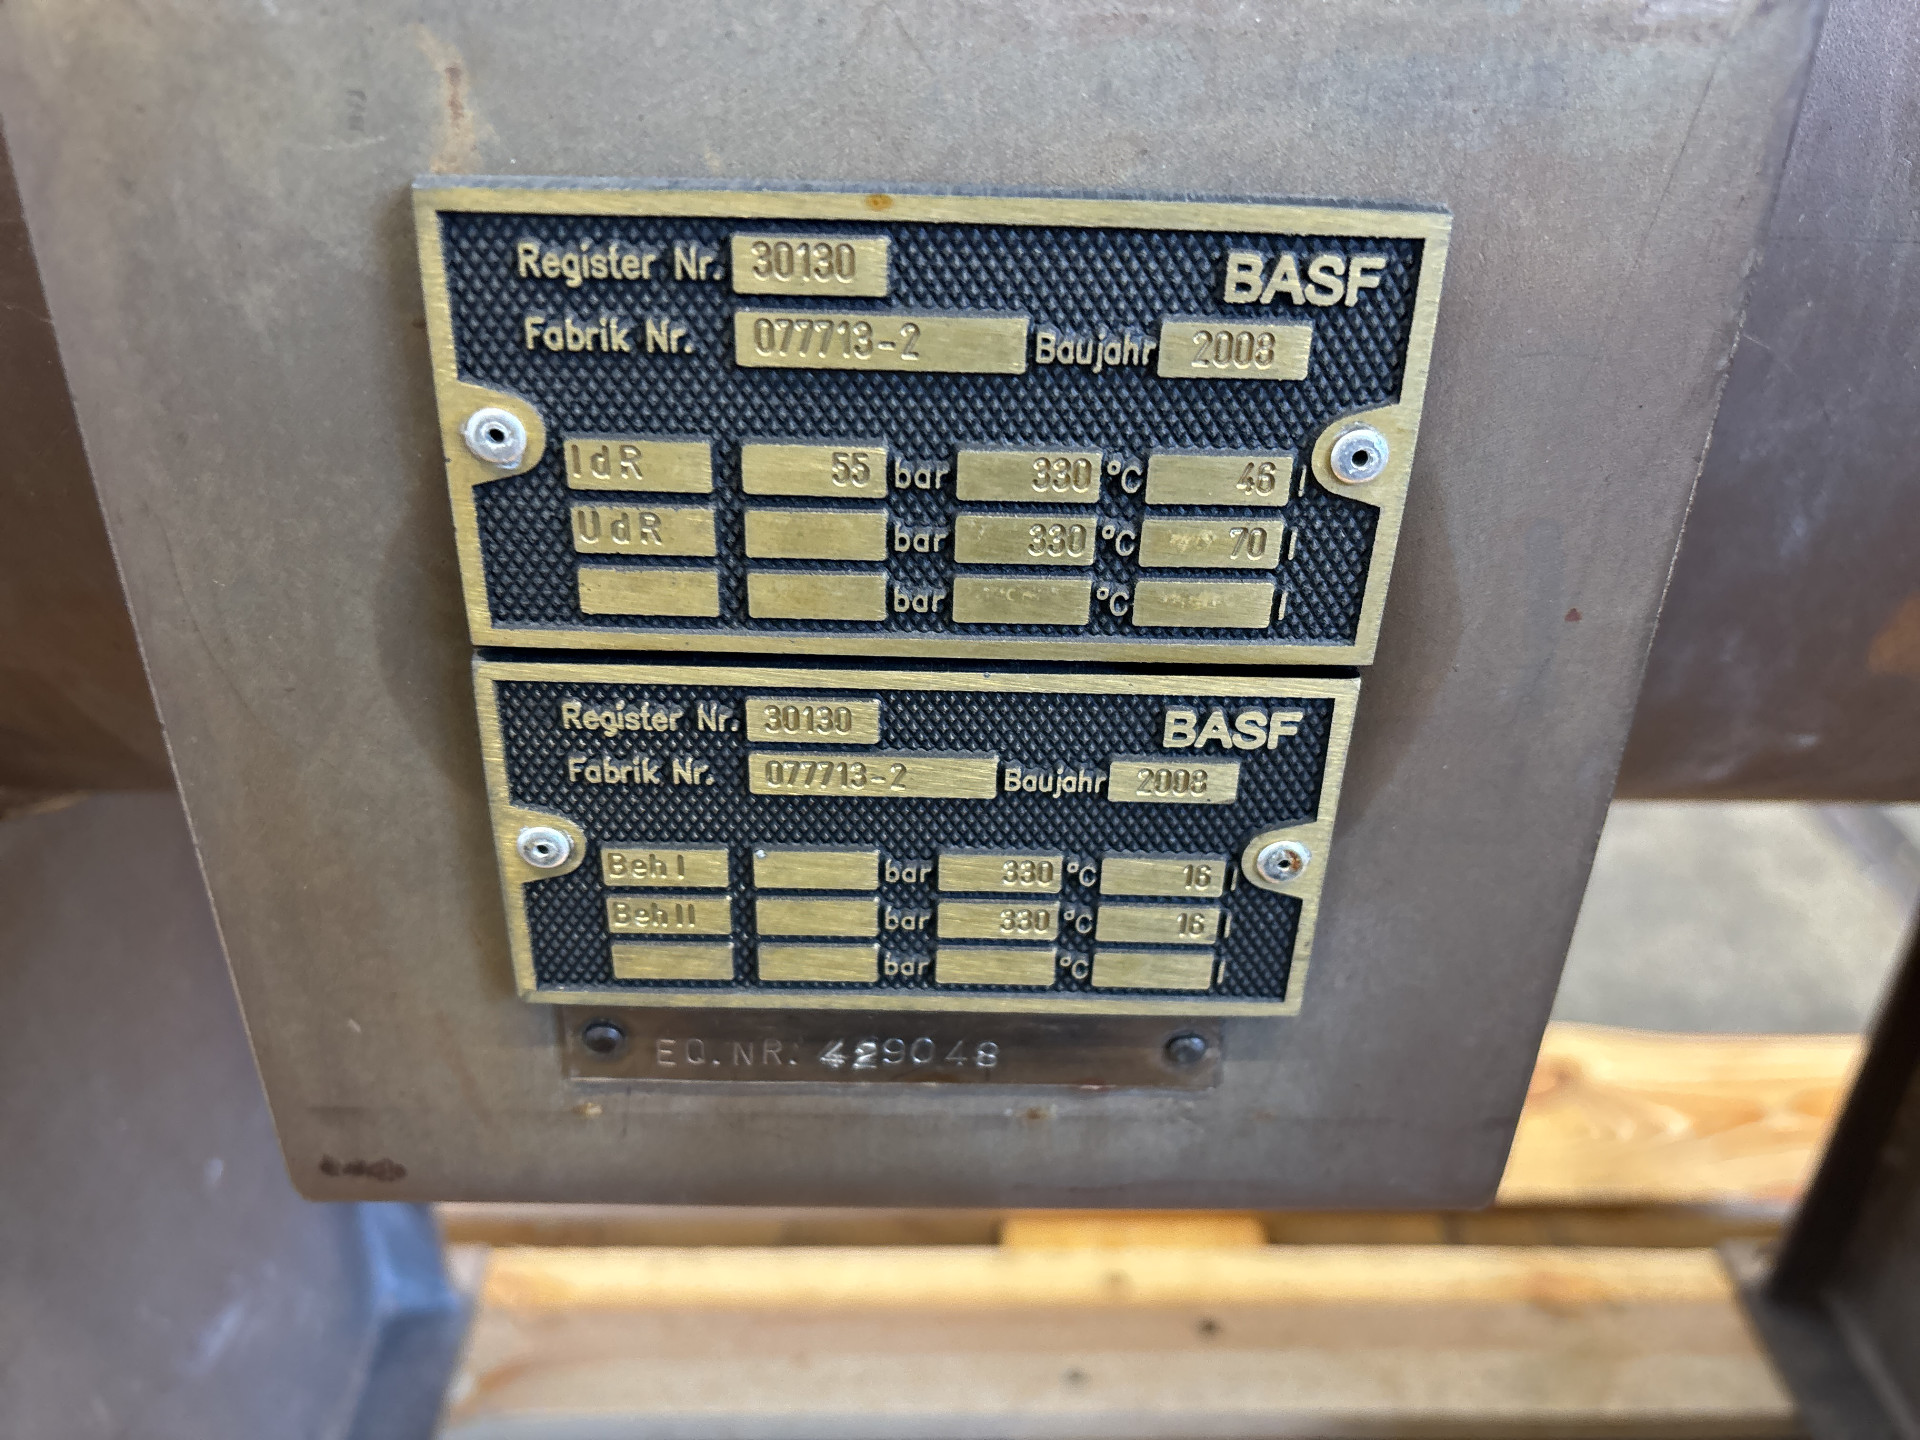 Register Nr. 30130 BASF
Fabrik Nr. 077713-2 Baujahr 2008
IdR 55 bar 330 °C 46 l
UdR bar 330 °C 70 l
bar °C l
Register Nr. 30130 BASF
Fabrik Nr. 077713-2 Baujahr 2008
Beh I bar 330 °C 16 l
Beh II bar 330 °C 16 l
bar °C l
EQ.NR. 429048